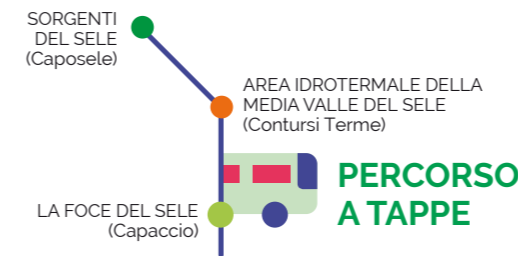 SORGENTI
DEL SELE
(Caposele)
AREA IDROTERMALE DELLA
MEDIA VALLE DEL SELE
(Contursi Terme)
PERCORSO
A TAPPE
LA FOCE DEL SELE
(Capaccio)